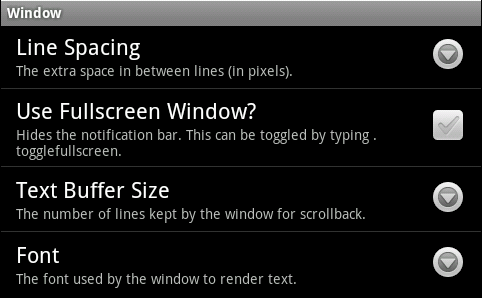 Window
Line Spacing
The extra space in between lines (in pixels).
Use Fullscreen Window?
Hides the notification bar. This can be toggled by typing .
togglefullscreen.
Text Buffer Size
The number of lines kept by the window for scrollback.
Font
The font used by the window to render text.